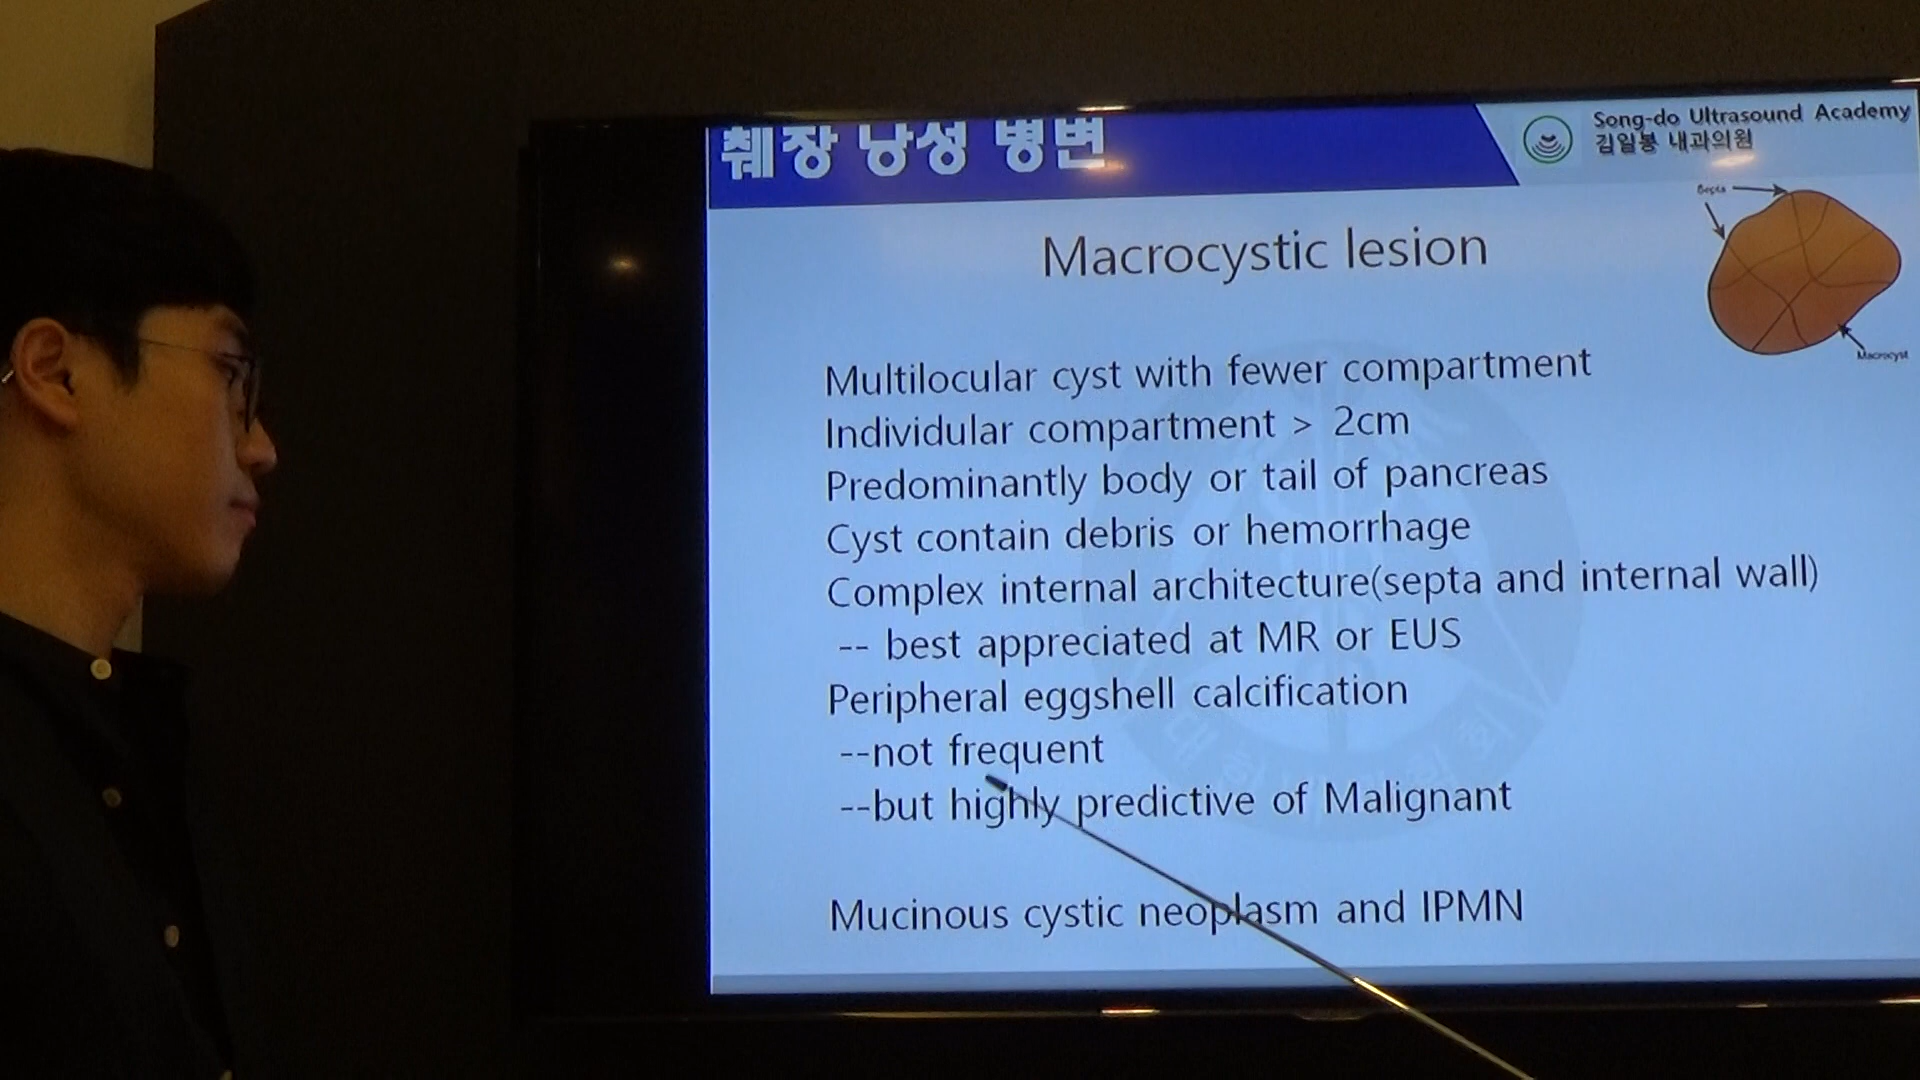 췌장 낭성 병변
Song-do Ultrasound Academy
김일봉 내과의원
Septa
Macrocystic lesion
Macrocyst
Multilocular cyst with fewer compartment
Individular compartment > 2cm
Predominantly body or tail of pancreas
Cyst contain debris or hemorrhage
Complex internal architecture(septa and internal wall)
-- best appreciated at MR or EUS
Peripheral eggshell calcification
--not frequent
--but highly predictive of Malignant
Mucinous cystic neoplasm and IPMN